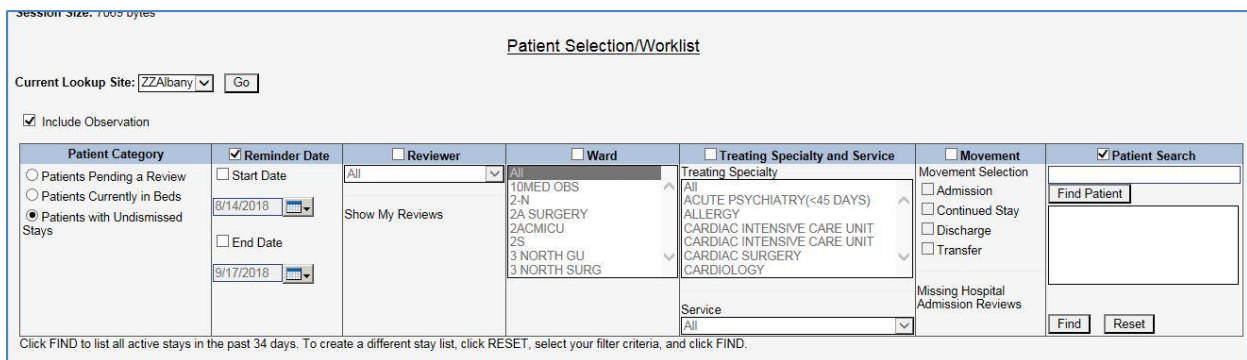 Session Size: 7069 bytes
Patient Selection/Worklist
Current Lookup Site: ZZAlbany Go
Include Observation
Patient Category
Patients Pending a Review
Patients Currently in Beds
Patients with Undismissed
Stays
Reminder Date
Start Date
8/14/2018
End Date
9/17/2018
Reviewer
All
Show My Reviews
Ward
All
10MED OBS
2-N
2A SURGERY
2ACMICU
2S
3 NORTH GU
3 NORTH SURG
Treating Specialty and Service
Treating Specialty
All
ACUTE PSYCHIATRY(<45 DAYS)
ALLERGY
CARDIAC INTENSIVE CARE UNIT
CARDIAC INTENSIVE CARE UNIT
CARDIAC SURGERY
CARDIOLOGY
Service
All
Movement
Movement Selection
Admission
Continued Stay
Discharge
Transfer
Missing Hospital
Admission Reviews
Patient Search
Find Patient
Find Reset
Click FIND to list all active stays in the past 34 days. To create a different stay list, click RESET, select your filter criteria, and click FIND.